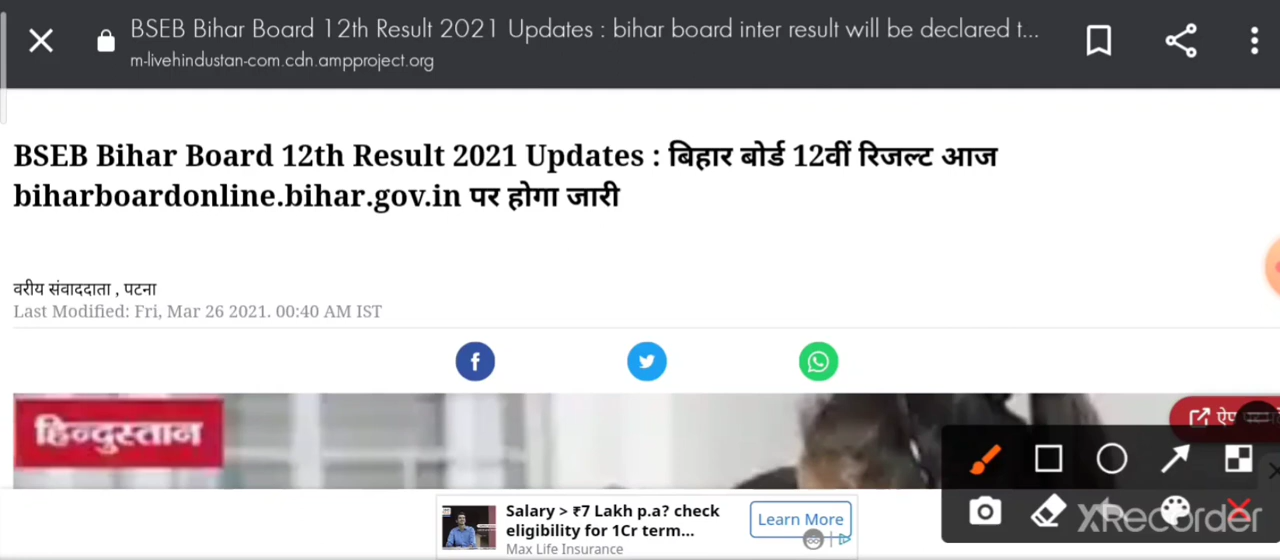 BSEB Bihar Board 12th Result 2021 Updates : bihar board inter result will be declared t...
m-livehindustan-com.cdn.ampproject.org
BSEB Bihar Board 12th Result 2021 Updates : बिहार बोर्ड 12वीं रिजल्ट आज
biharboardonline.bihar.gov.in पर होगा जारी
वरीय संवाददाता , पटना
Last Modified: Fri, Mar 26 2021. 00:40 AM IST
हिन्दुस्तान
Salary > ₹7 Lakh p.a? check
eligibility for 1Cr term...
Max Life Insurance
Learn More
XRecorder